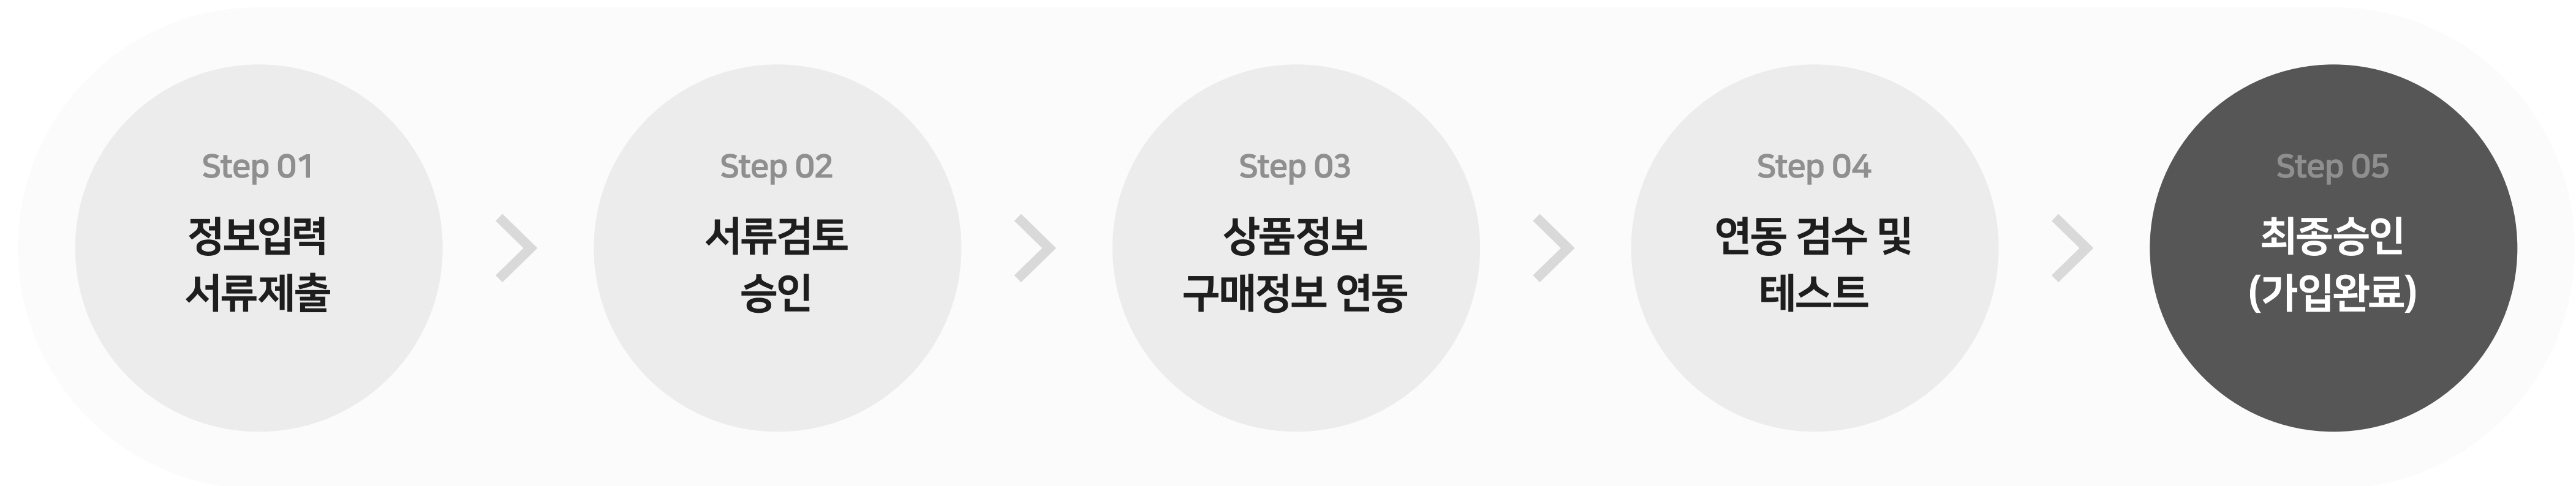 Step 01
정보입력
서류제출
Step 02
서류검토
승인
Step 03
상품정보
구매정보 연동
Step 04
연동 검수 및
테스트
Step 05
최종승인
(가입완료)